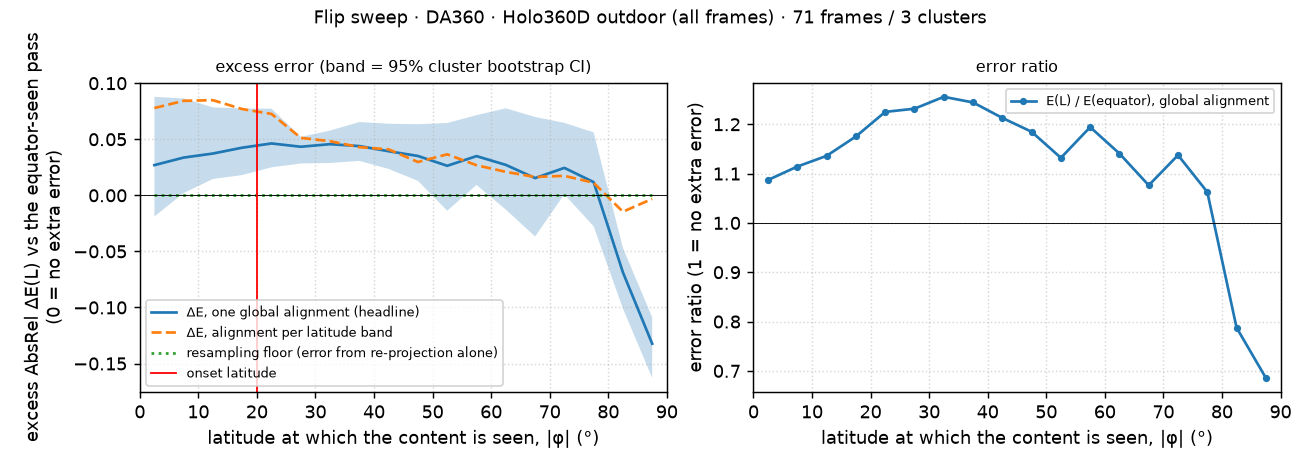 Flip sweep · DA360 · Holo360D outdoor (all frames) · 71 frames / 3 clusters
excess error (band = 95% cluster bootstrap CI)
excess AbsRel ΔE(L) vs the equator-seen pass
(0 = no extra error)
0.10
0.05
0.00
−0.05
−0.10
−0.15
ΔE, one global alignment (headline)
ΔE, alignment per latitude band
resampling floor (error from re-projection alone)
onset latitude
0 10 20 30 40 50 60 70 80 90
latitude at which the content is seen, |φ| (°)
error ratio
error ratio (1 = no extra error)
1.2
1.1
1.0
0.9
0.8
0.7
E(L) / E(equator), global alignment
0 10 20 30 40 50 60 70 80 90
latitude at which the content is seen, |φ| (°)